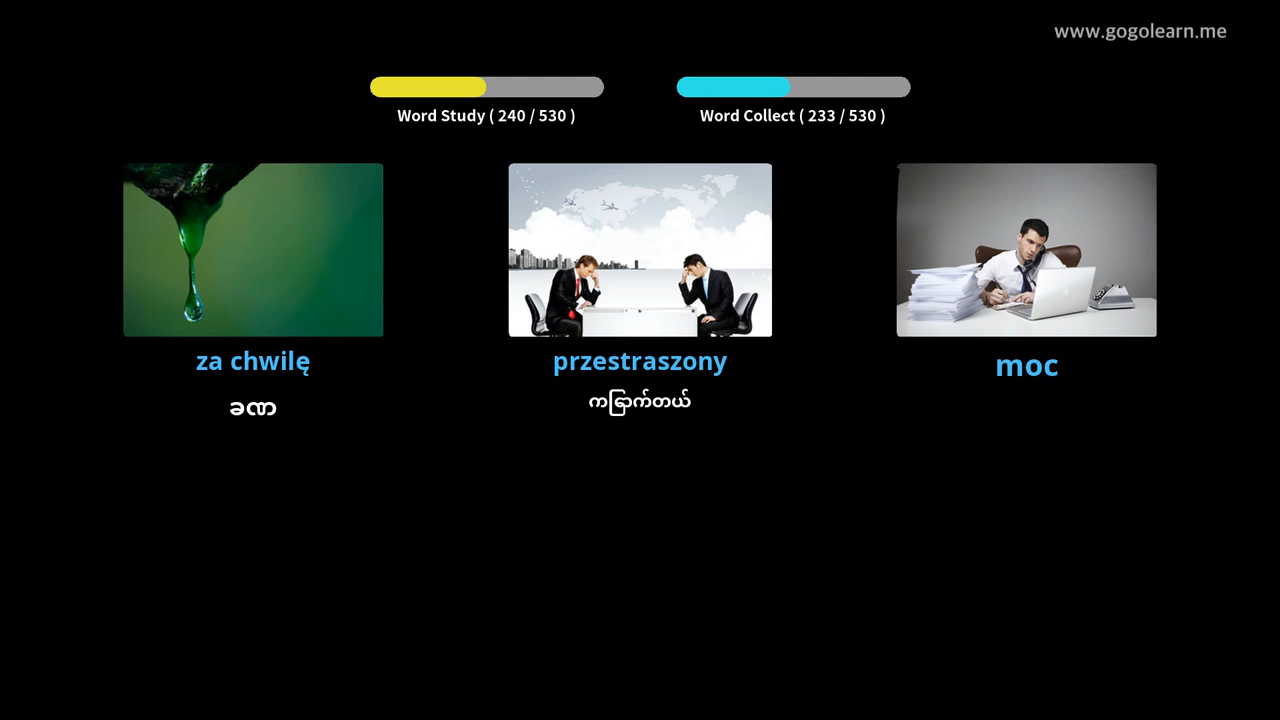 www.gogolearn.me
Word Study ( 240 / 530 )
Word Collect ( 233 / 530 )
za chwilę
przestraszony
moc
ခဏ
ကြောက်တယ်